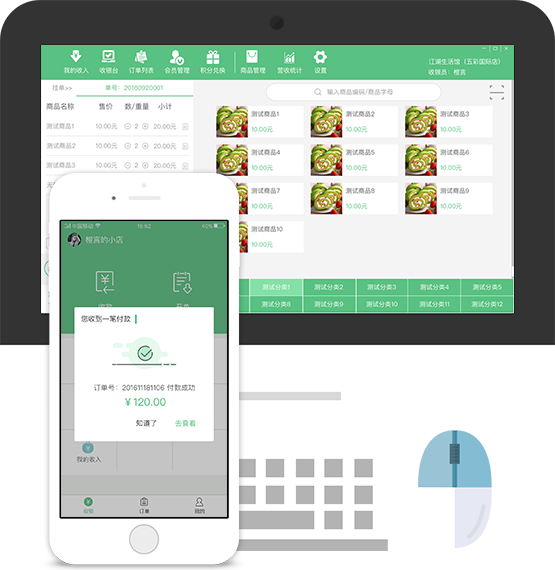 我的收入 收银台 订单列表 会员管理 积分兑换 商品管理 营收统计 设置
江湖生活馆（五彩国际店）
收银员：橙言
挂单>> 单号：20160920001
输入商品编码/商品字母
商品名称 售价 数/重量 小计
测试商品1 10.00元 2 20.00元
测试商品2 10.00元 2 20.00元
测试商品3 10.00元 2 20.00元
测试商品1
10.00元
测试商品2
10.00元
测试商品3
10.00元
测试商品4
10.00元
测试商品5
10.00元
测试商品6
10.00元
测试商品7
10.00元
测试商品8
10.00元
测试商品9
10.00元
测试商品10
10.00元
测试分类1 测试分类2 测试分类3 测试分类4 测试分类5
测试分类8 测试分类9 测试分类10 测试分类11 测试分类12
中国移动 15:52 40%
橙言的小店
您收到一笔付款
订单号：201611181106 付款成功
¥120.00
知道了 去查看
我的收入
收银 订单 我的